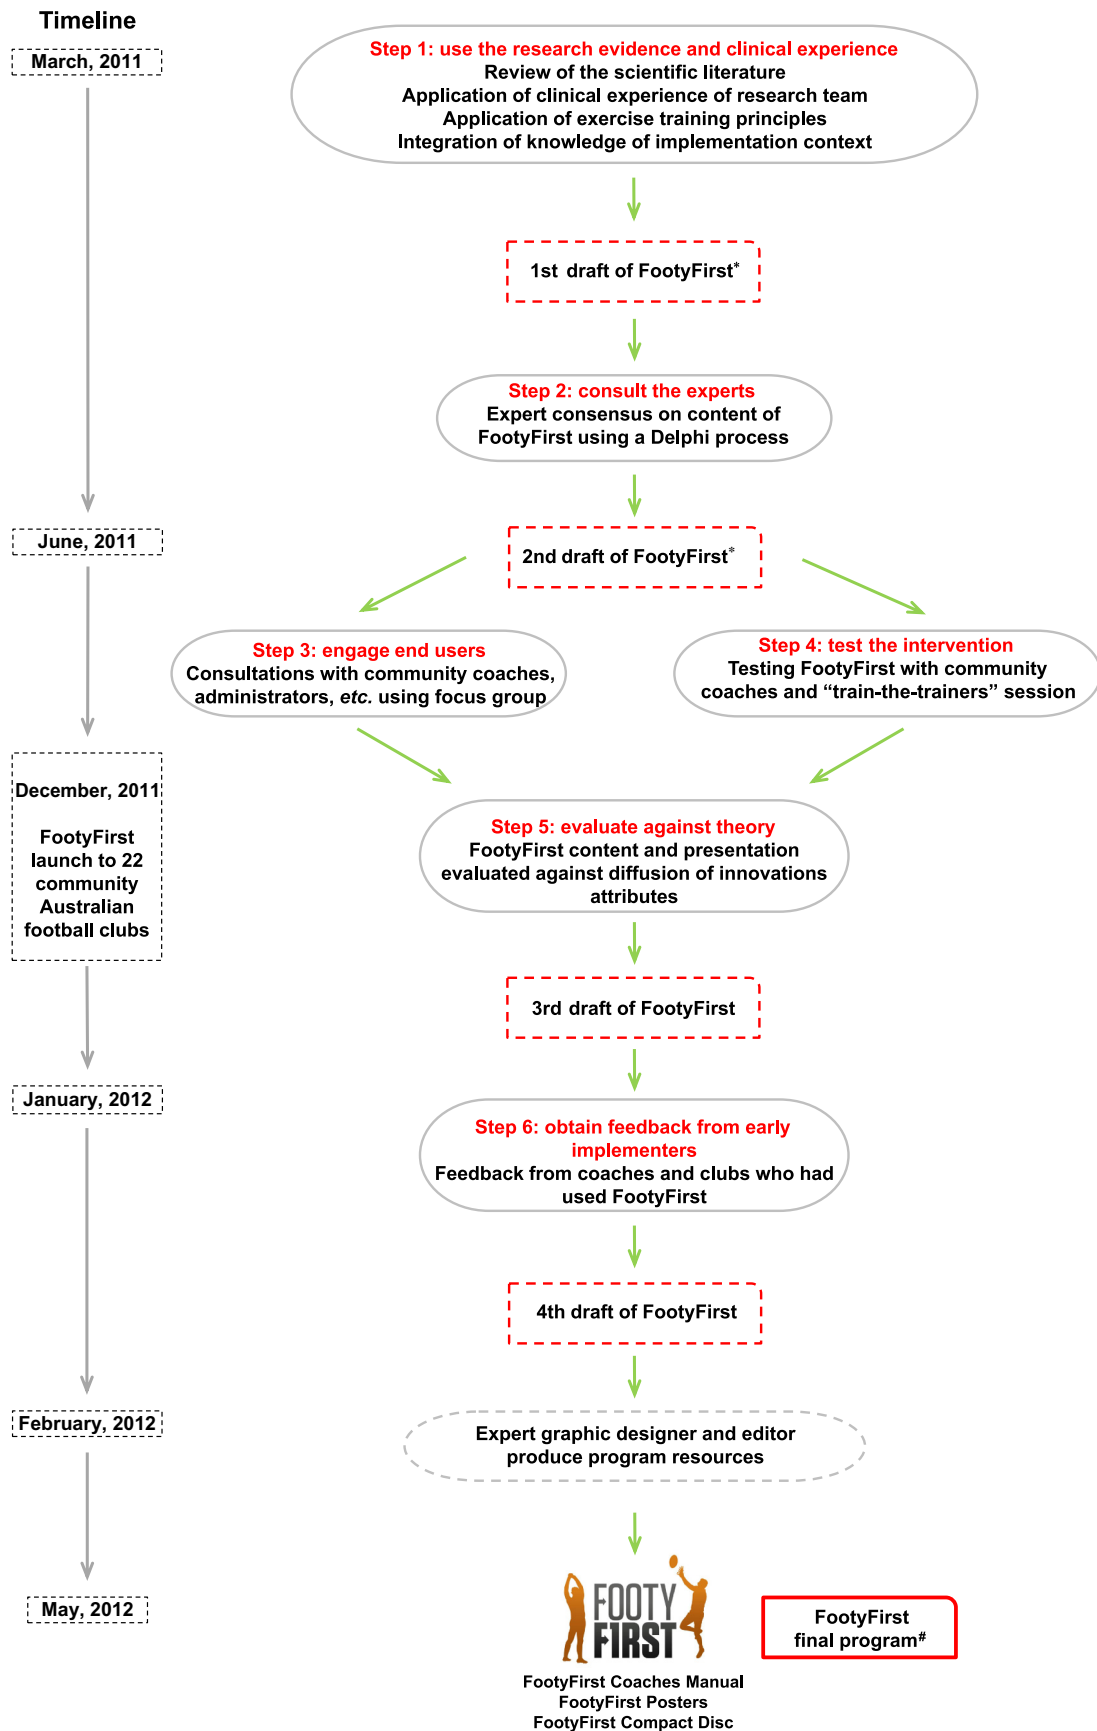 Timeline
March, 2011
Step 1: use the research evidence and clinical experience
Review of the scientific literature
Application of clinical experience of research team
Application of exercise training principles
Integration of knowledge of implementation context
1st draft of FootyFirst*
Step 2: consult the experts
Expert consensus on content of
FootyFirst using a Delphi process
June, 2011
2nd draft of FootyFirst*
Step 3: engage end users
Consultations with community coaches,
administrators, etc. using focus group
Step 4: test the intervention
Testing FootyFirst with community
coaches and “train-the-trainers” session
December, 2011
FootyFirst
launch to 22
community
Australian
football clubs
Step 5: evaluate against theory
FootyFirst content and presentation
evaluated against diffusion of innovations
attributes
3rd draft of FootyFirst
January, 2012
Step 6: obtain feedback from early
implementers
Feedback from coaches and clubs who had
used FootyFirst
4th draft of FootyFirst
February, 2012
Expert graphic designer and editor
produce program resources
May, 2012
FOOTY
FIRST
FootyFirst
final program#
FootyFirst Coaches Manual
FootyFirst Posters
FootyFirst Compact Disc